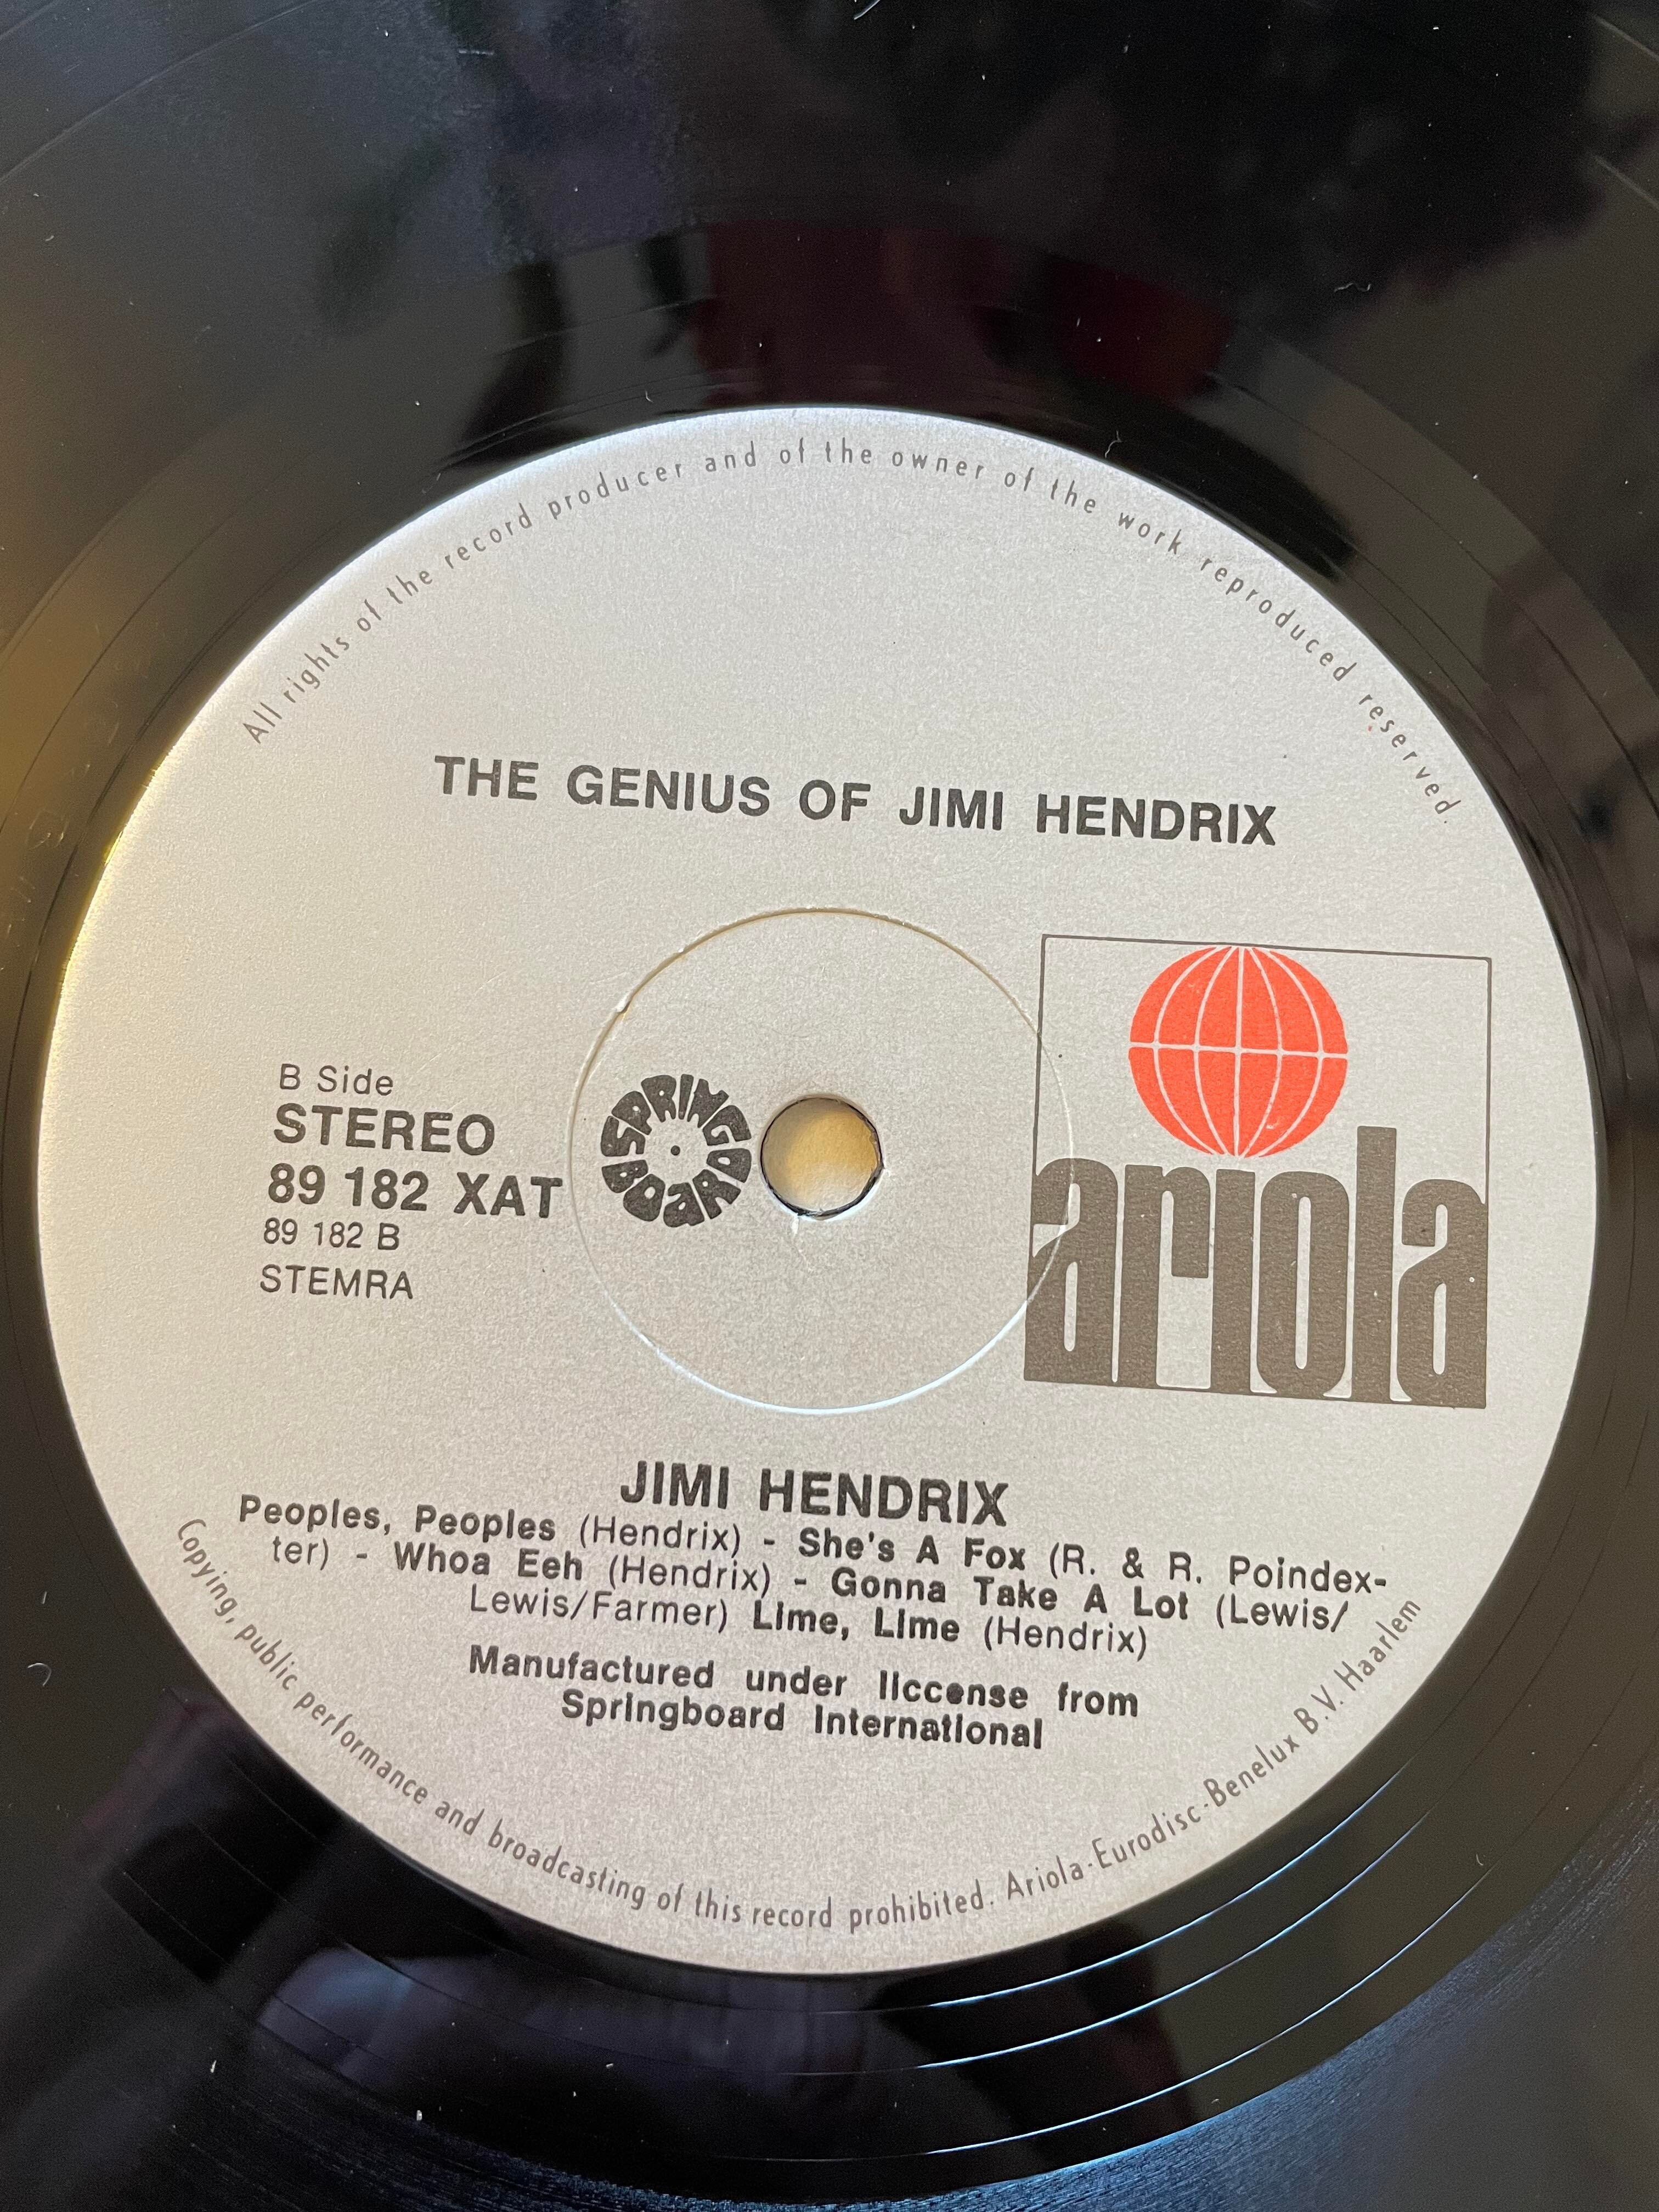 All rights of the record producer and of the owner of the work reproduced reserved.
THE GENIUS OF JIMI HENDRIX
B Side
STEREO
89 182 XAT
89 182 B
STEMRA
SPRINGBOARD
ariola
JIMI HENDRIX
Peoples, Peoples (Hendrix) - She's A Fox (R. & R. Poindex-
ter) - Whoa Eeh (Hendrix) - Gonna Take A Lot (Lewis/
Lewis/Farmer) Lime, Lime (Hendrix)
Manufactured under liccense from
Springboard International
Copying, public performance and broadcasting of this record prohibited. Ariola-Eurodisc-Benelux B.V. Haarlem